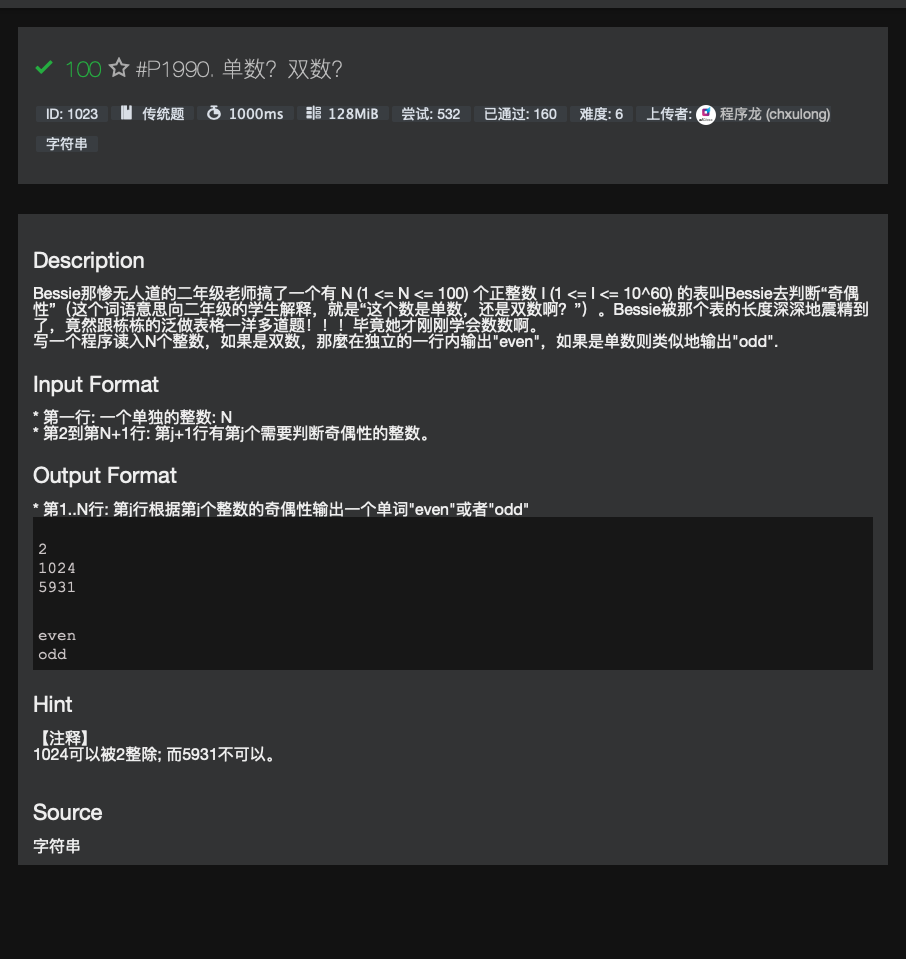 100 #P1990. 单数？双数？
ID: 1023 传统题 1000ms 128MiB 尝试: 532 已通过: 160 难度: 6 上传者: 程序龙 (chxulong)
字符串
Description
Bessie那惨无人道的二年级老师搞了一个有 N (1 <= N <= 100) 个正整数 I (1 <= I <= 10^60) 的表叫Bessie去判断“奇偶
性”（这个词语意思向二年级的学生解释，就是“这个数是单数，还是双数啊？”）。Bessie被那个表的长度深深地震精到
了，竟然跟栋栋的泛做表格一洋多道题！！！毕竟她才刚刚学会数数啊。
写一个程序读入N个整数，如果是双数，那麼在独立的一行内输出"even"，如果是单数则类似地输出"odd".
Input Format
* 第一行: 一个单独的整数: N
* 第2到第N+1行: 第j+1行有第j个需要判断奇偶性的整数。
Output Format
* 第1..N行: 第j行根据第j个整数的奇偶性输出一个单词"even"或者"odd"
2
1024
5931
even
odd
Hint
【注释】
1024可以被2整除; 而5931不可以。
Source
字符串